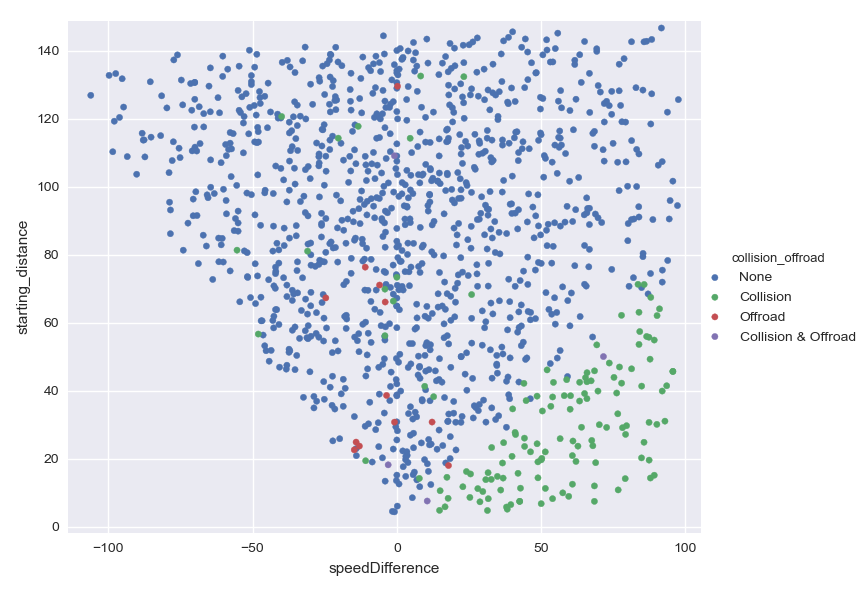 140
120
100
80
60
40
20
0
starting_distance
−100
−50
0
50
100
speedDifference
collision_offroad
None
Collision
Offroad
Collision & Offroad